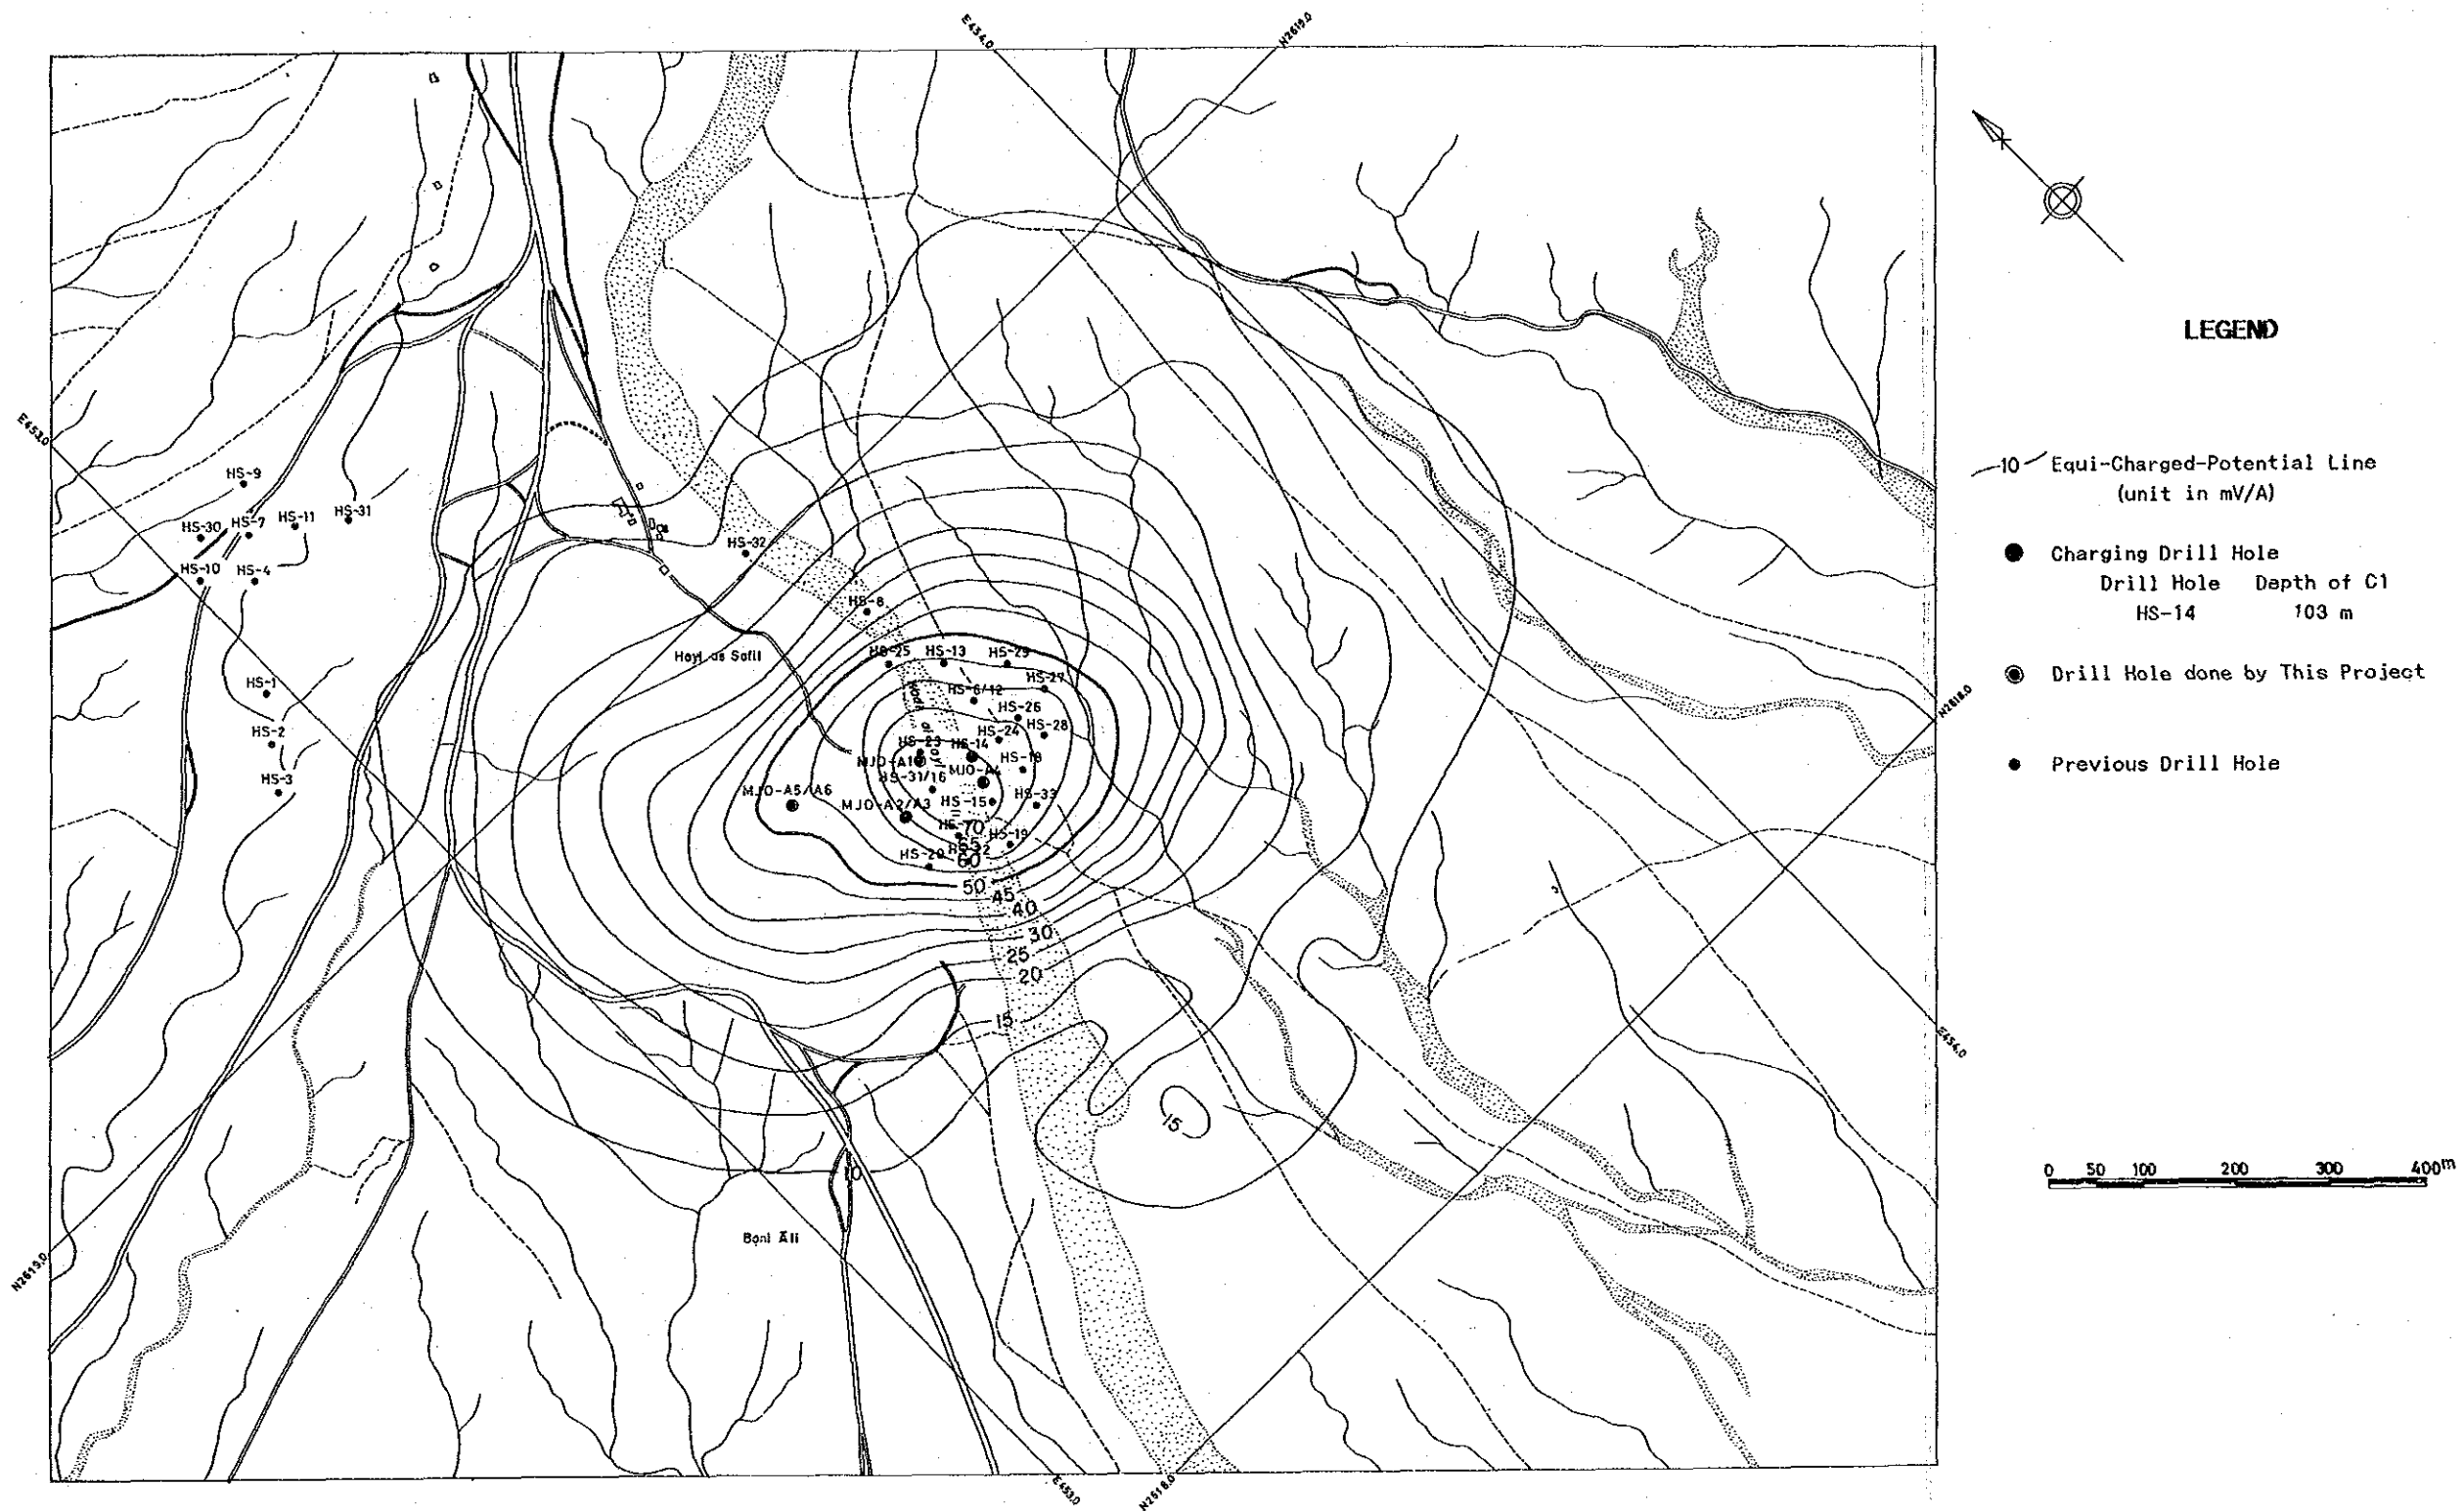 E434.0
N2619.0
E453.0
HS-9
HS-30
HS-7
HS-11
HS-31
HS-10
HS-4
HS-32
HS-8
HS-1
HS-2
HS-3
HS-25
HS-13
HS-29
HS-27
HS-6/12
HS-26
HS-24
HS-28
HS-23
HS-14
MJO-A1
HS-18
MJO-A4
HS-31/16
MJO-A5/A6
MJO-A2/A3
HS-15
HS-33
70
HS-19
65
HS-20
60
50
45
40
30
25
20
15
15
10
N2618.0
E454.0
N2619.0
E453.0
N2618.0
LEGEND
10 Equi-Charged-Potential Line
(unit in mV/A)
Charging Drill Hole
Drill Hole Depth of C1
HS-14 103 m
Drill Hole done by This Project
Previous Drill Hole
0 50 100 200 300 400m